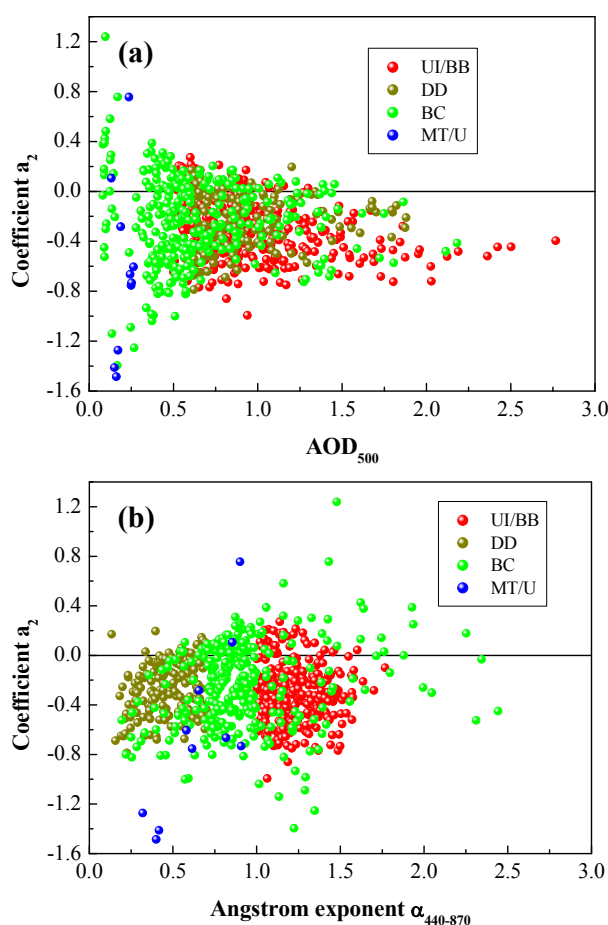 (a)
UI/BB
DD
BC
MT/U
1.2
0.8
0.4
0.0
-0.4
-0.8
-1.2
-1.6
Coefficient a₂
0.0 0.5 1.0 1.5 2.0 2.5 3.0
AOD₅₀₀
(b)
UI/BB
DD
BC
MT/U
1.2
0.8
0.4
0.0
-0.4
-0.8
-1.2
-1.6
Coefficient a₂
0.0 0.5 1.0 1.5 2.0 2.5 3.0
Angstrom exponent α₄₄₀₋₈₇₀